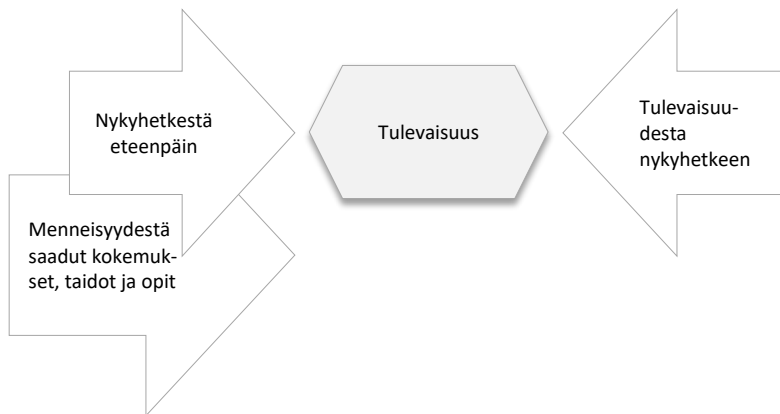 Nykyhetkestä
eteenpäin
Tulevaisuus
Tulevaisuu-
desta
nykyhetkeen
Menneisyydestä
saadut kokemuk-
set, taidot ja opit